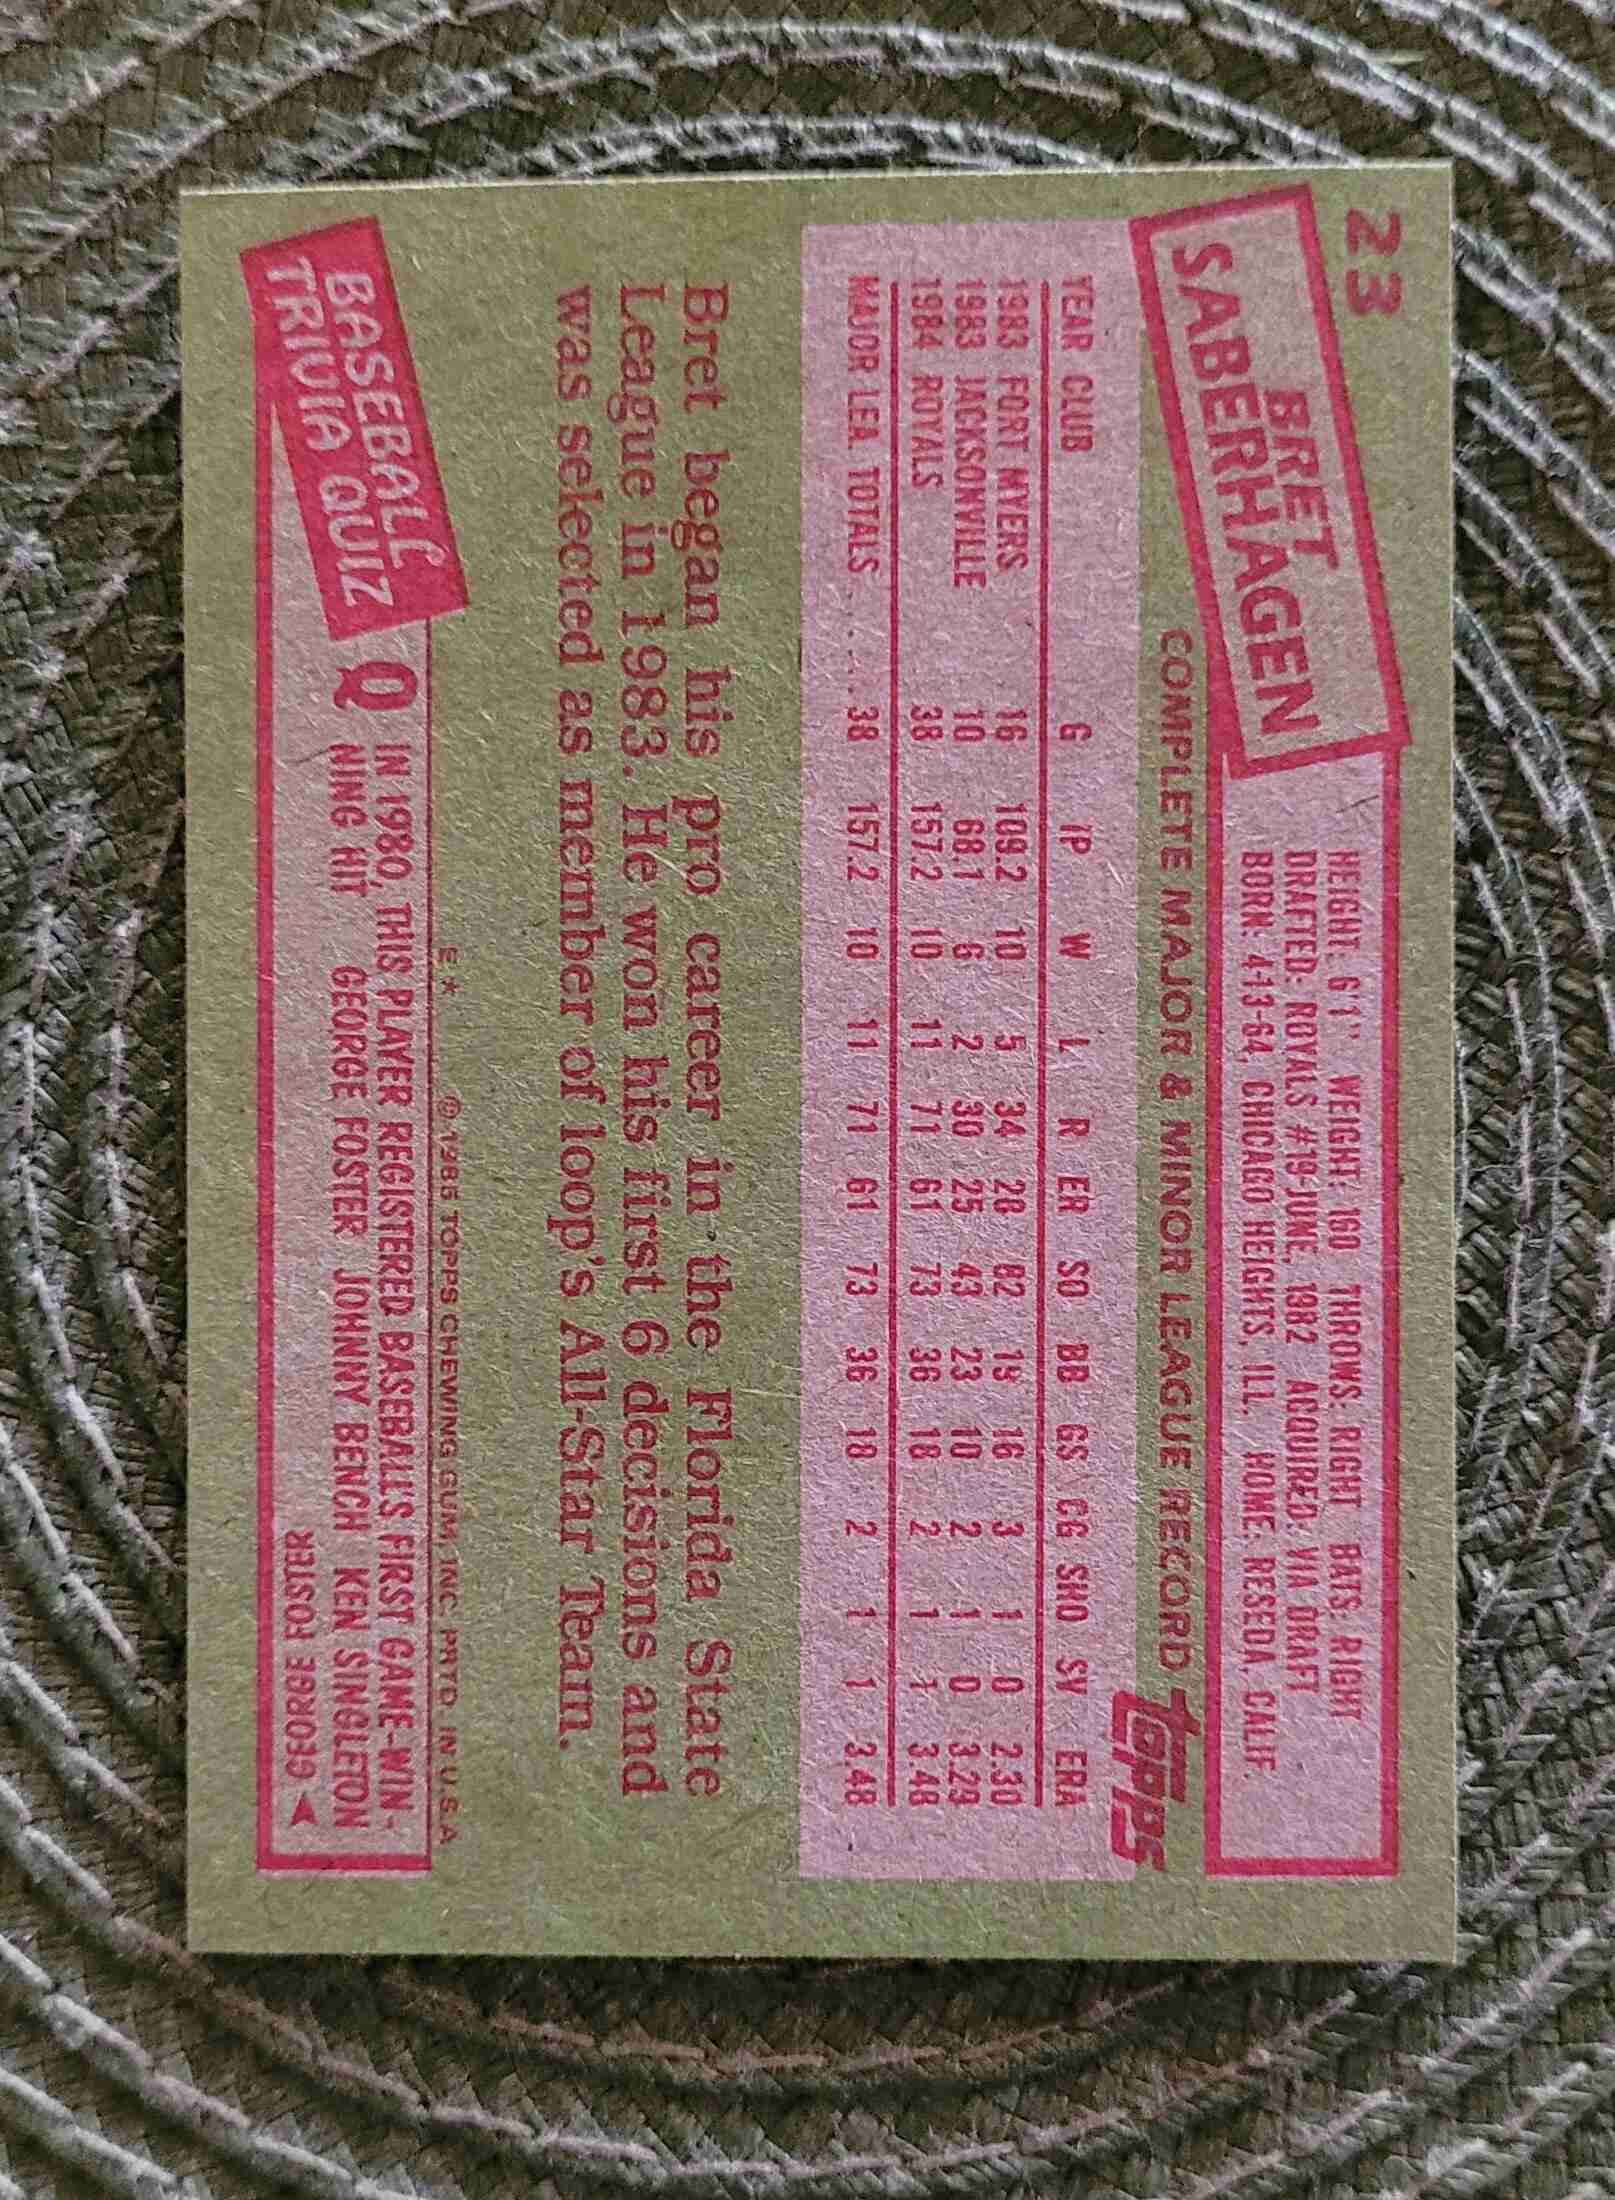 23
BRET
SABERHAGEN
HEIGHT: 6'1" WEIGHT: 160 THROWS: RIGHT BATS: RIGHT
DRAFTED: ROYALS #19-JUNE, 1982 ACQUIRED: VIA DRAFT
BORN: 4-13-64, CHICAGO HEIGHTS, ILL. HOME: RESEDA, CALIF.
COMPLETE MAJOR & MINOR LEAGUE RECORD topps
YEAR CLUB G IP W L R ER SO BB GS CG SHO SV ERA
1983 FORT MYERS 16 109.2 10 5 34 28 82 19 16 3 1 0 2.30
1983 JACKSONVILLE 10 68.1 6 2 30 25 43 23 10 2 1 0 3.29
1984 ROYALS 38 157.2 10 11 71 61 73 36 18 2 1 1 3.48
MAJOR LEA. TOTALS..... 38 157.2 10 11 71 61 73 36 18 2 1 1 3.48
Bret began his pro career in the Florida State
League in 1983. He won his first 6 decisions and
was selected as member of loop's All-Star Team.
E* © 1985 TOPPS CHEWING GUM, INC. PRTD. IN U.S.A.
BASEBALL
TRIVIA QUIZ
Q IN 1980, THIS PLAYER REGISTERED BASEBALL'S FIRST GAME-WIN-
NING HIT GEORGE FOSTER JOHNNY BENCH KEN SINGLETON
GEORGE FOSTER